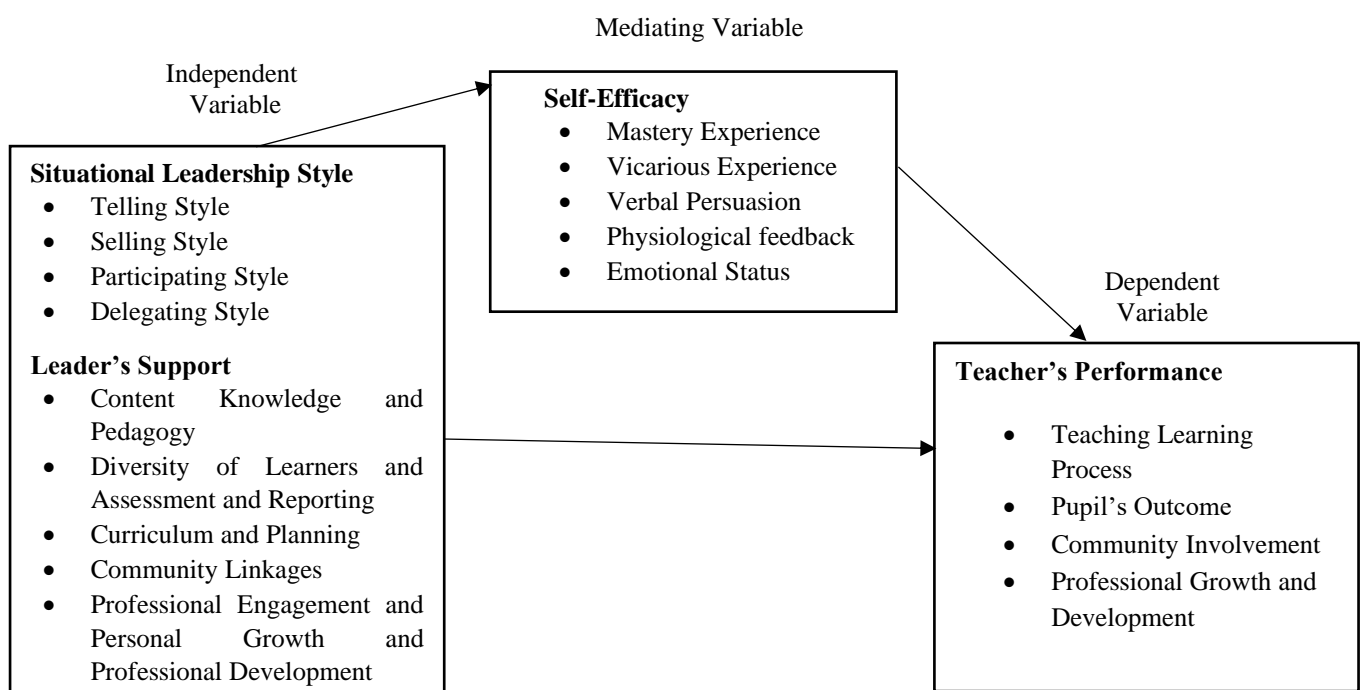 Mediating Variable
Independent
Variable
Self-Efficacy
• Mastery Experience
• Vicarious Experience
• Verbal Persuasion
• Physiological feedback
• Emotional Status
Situational Leadership Style
• Telling Style
• Selling Style
• Participating Style
• Delegating Style
Leader’s Support
• Content Knowledge and
Pedagogy
• Diversity of Learners and
Assessment and Reporting
• Curriculum and Planning
• Community Linkages
• Professional Engagement and
Personal Growth and
Professional Development
Dependent
Variable
Teacher’s Performance
• Teaching Learning
Process
• Pupil’s Outcome
• Community Involvement
• Professional Growth and
Development